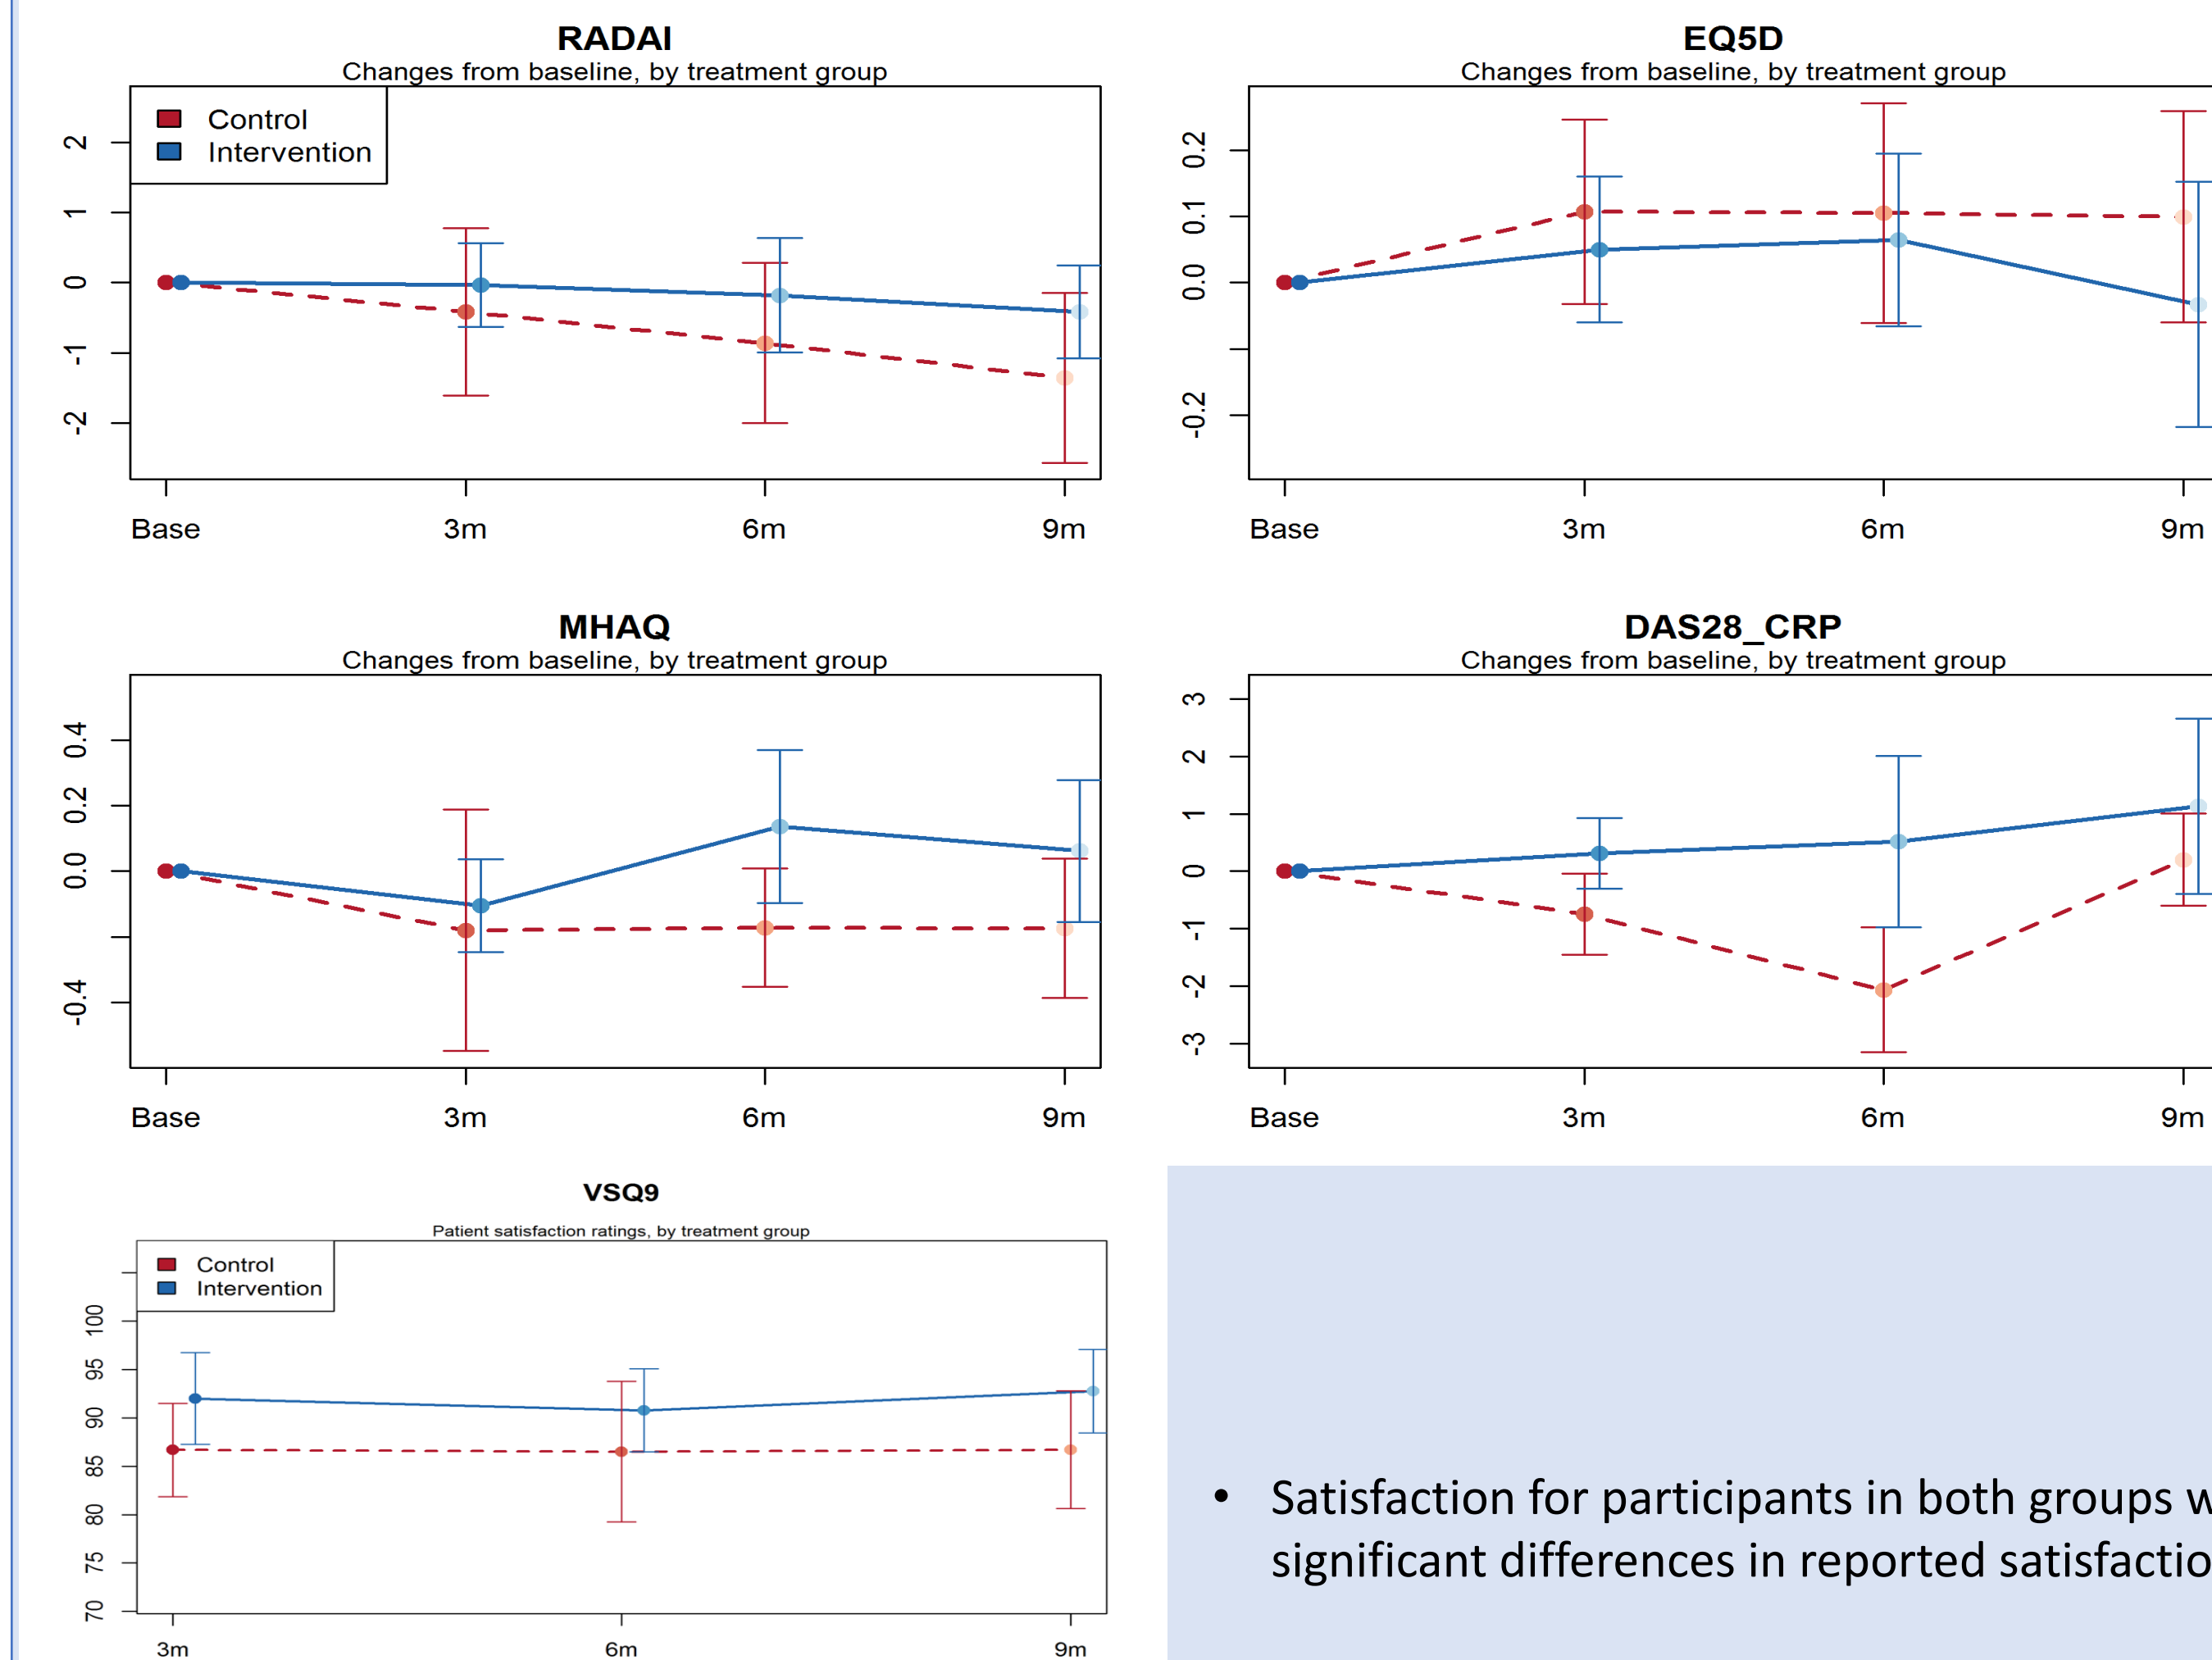 RADAI
Changes from baseline, by treatment group
Control
Intervention
2
1
0
-1
-2
Base 3m 6m 9m
EQ5D
Changes from baseline, by treatment group
0.2
0.1
0.0
-0.2
Base 3m 6m 9m
MHAQ
Changes from baseline, by treatment group
0.4
0.2
0.0
-0.4
Base 3m 6m 9m
DAS28_CRP
Changes from baseline, by treatment group
3
2
1
0
-1
-2
-3
Base 3m 6m 9m
VSQ9
Patient satisfaction ratings, by treatment group
Control
Intervention
100
95
90
85
80
75
70
3m 6m 9m
• Satisfaction for participants in both groups
significant differences in reported